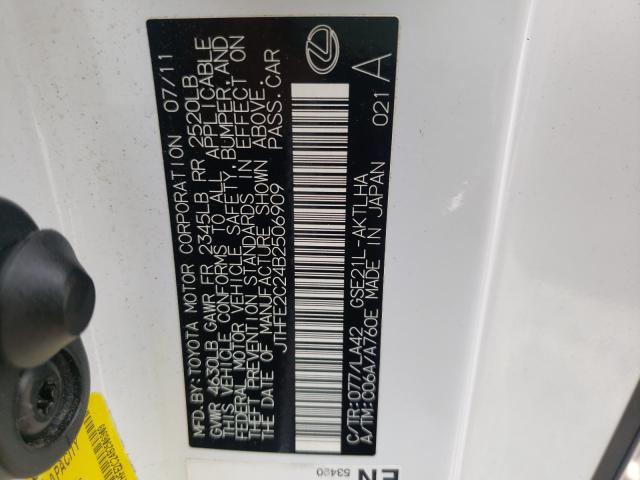 MFD.BY:TOYOTA MOTOR CORPORATION 07/11
GVWR 4630LB GAWR FR 2345LB RR 2520LB
THIS VEHICLE CONFORMS TO ALL APPLICABLE
FEDERAL MOTOR VEHICLE SAFETY, BUMPER, AND
THEFT PREVENTION STANDARDS IN EFFECT ON
THE DATE OF MANUFACTURE SHOWN ABOVE.
JTHFE2C24B2506909 PASS.CAR
C/TR:077/LA42 GSE21L-AKTLHA 021 A
A/TM:C06A/A760E MADE IN JAPAN
EN
53420
CAPACITY